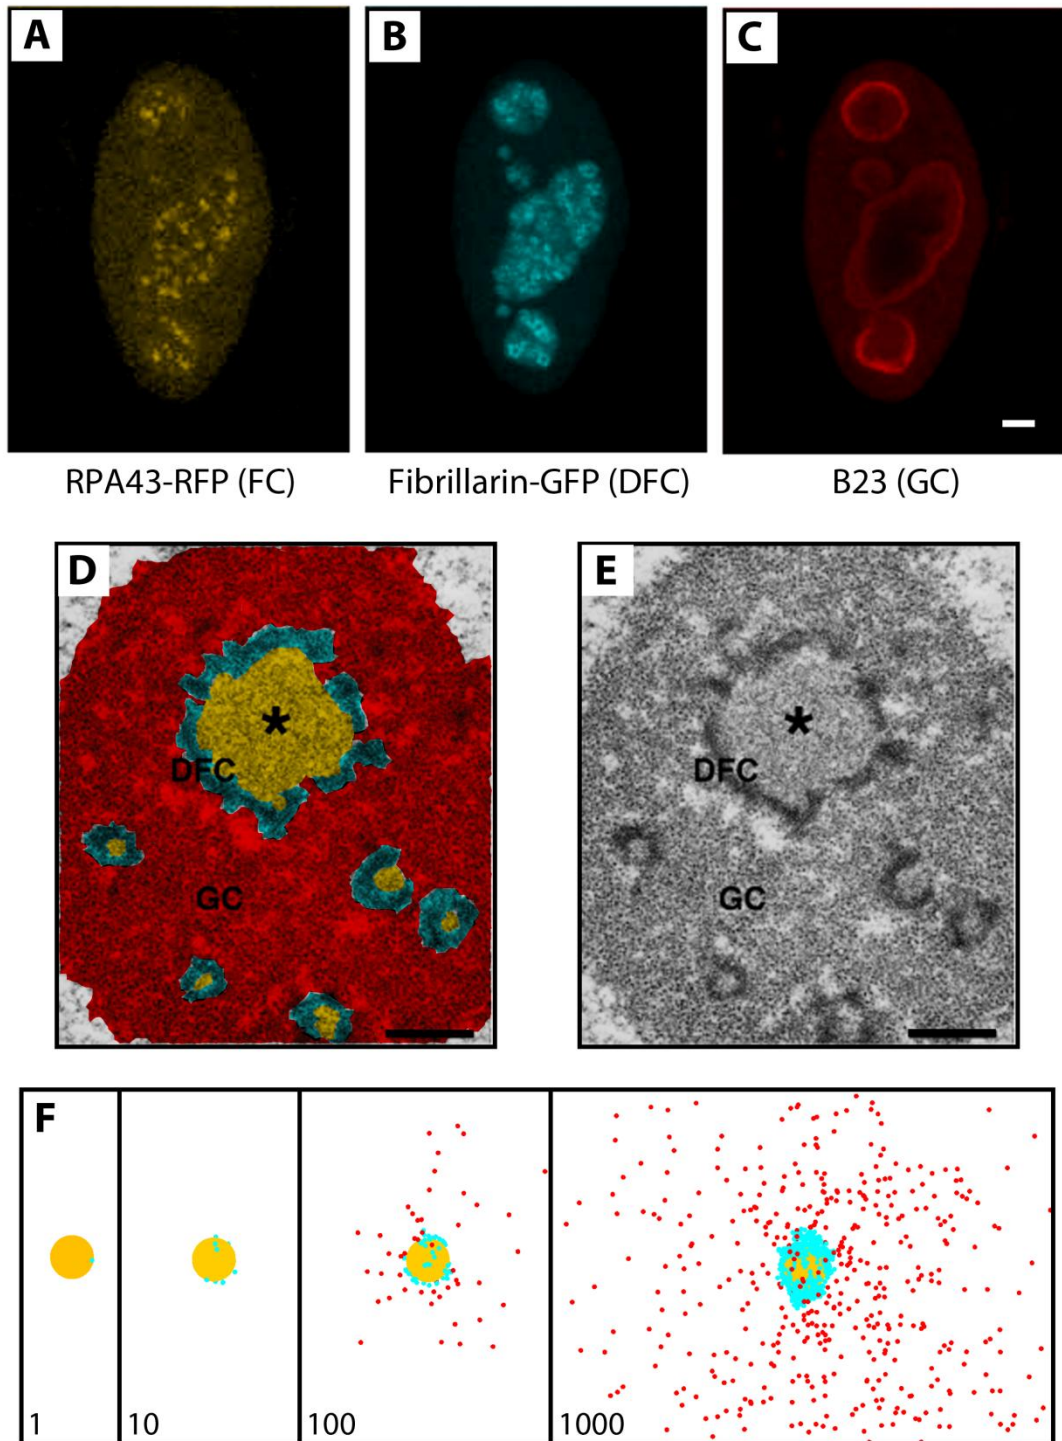 A B C
RPA43-RFP (FC) Fibrillarin-GFP (DFC) B23 (GC)
D E
* *
DFC DFC
GC GC
F
1 10 100 1000